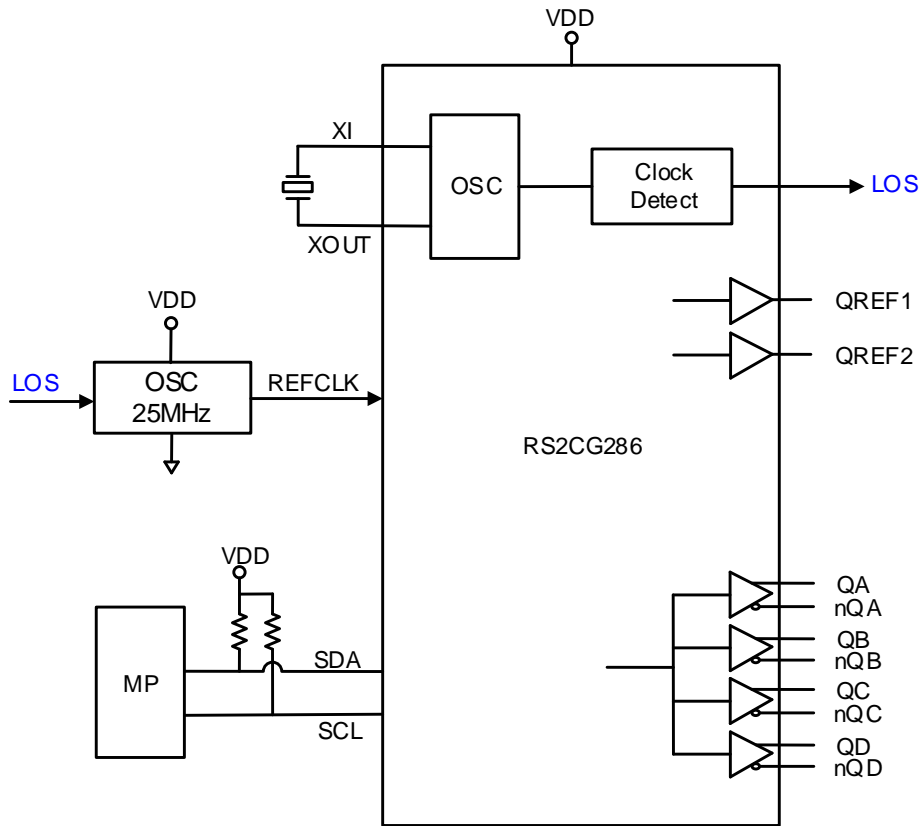 VDD
XI
OSC
Clock
Detect
LOS
XOUT
VDD
QREF1
QREF2
LOS
OSC
25MHz
REFCLK
RS2CG286
VDD
MP
SDA
SCL
QA
nQA
QB
nQB
QC
nQC
QD
nQD